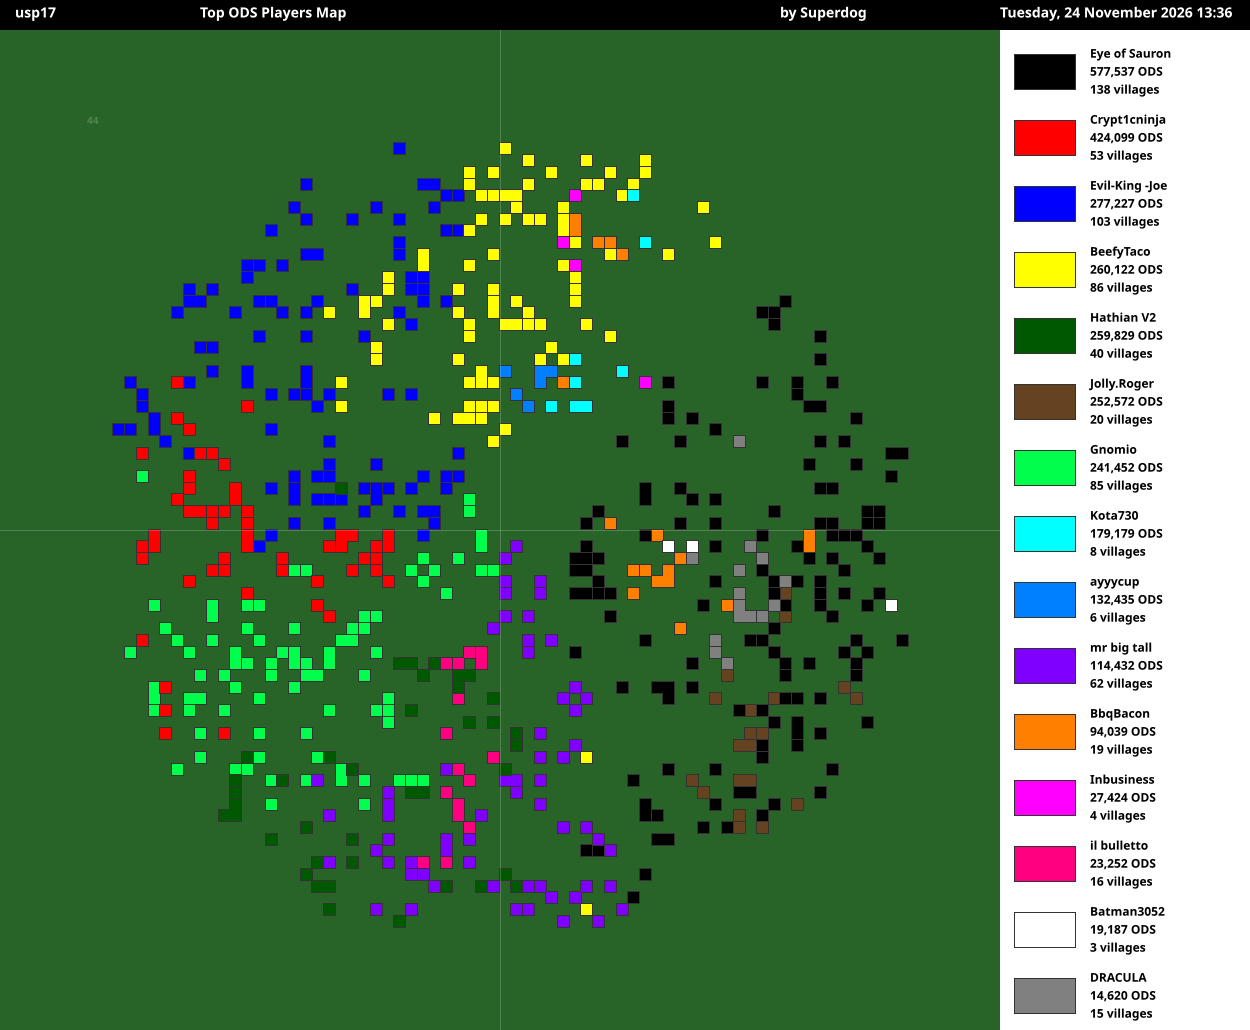 usp17 Top ODS Players Map by Superdog Tuesday, 24 November 2026 13:36
44
Eye of Sauron
577,537 ODS
138 villages
Crypt1cninja
424,099 ODS
53 villages
Evil-King -Joe
277,227 ODS
103 villages
BeefyTaco
260,122 ODS
86 villages
Hathian V2
259,829 ODS
40 villages
Jolly.Roger
252,572 ODS
20 villages
Gnomio
241,452 ODS
85 villages
Kota730
179,179 ODS
8 villages
ayyycup
132,435 ODS
6 villages
mr big tall
114,432 ODS
62 villages
BbqBacon
94,039 ODS
19 villages
Inbusiness
27,424 ODS
4 villages
il bulletto
23,252 ODS
16 villages
Batman3052
19,187 ODS
3 villages
DRACULA
14,620 ODS
15 villages